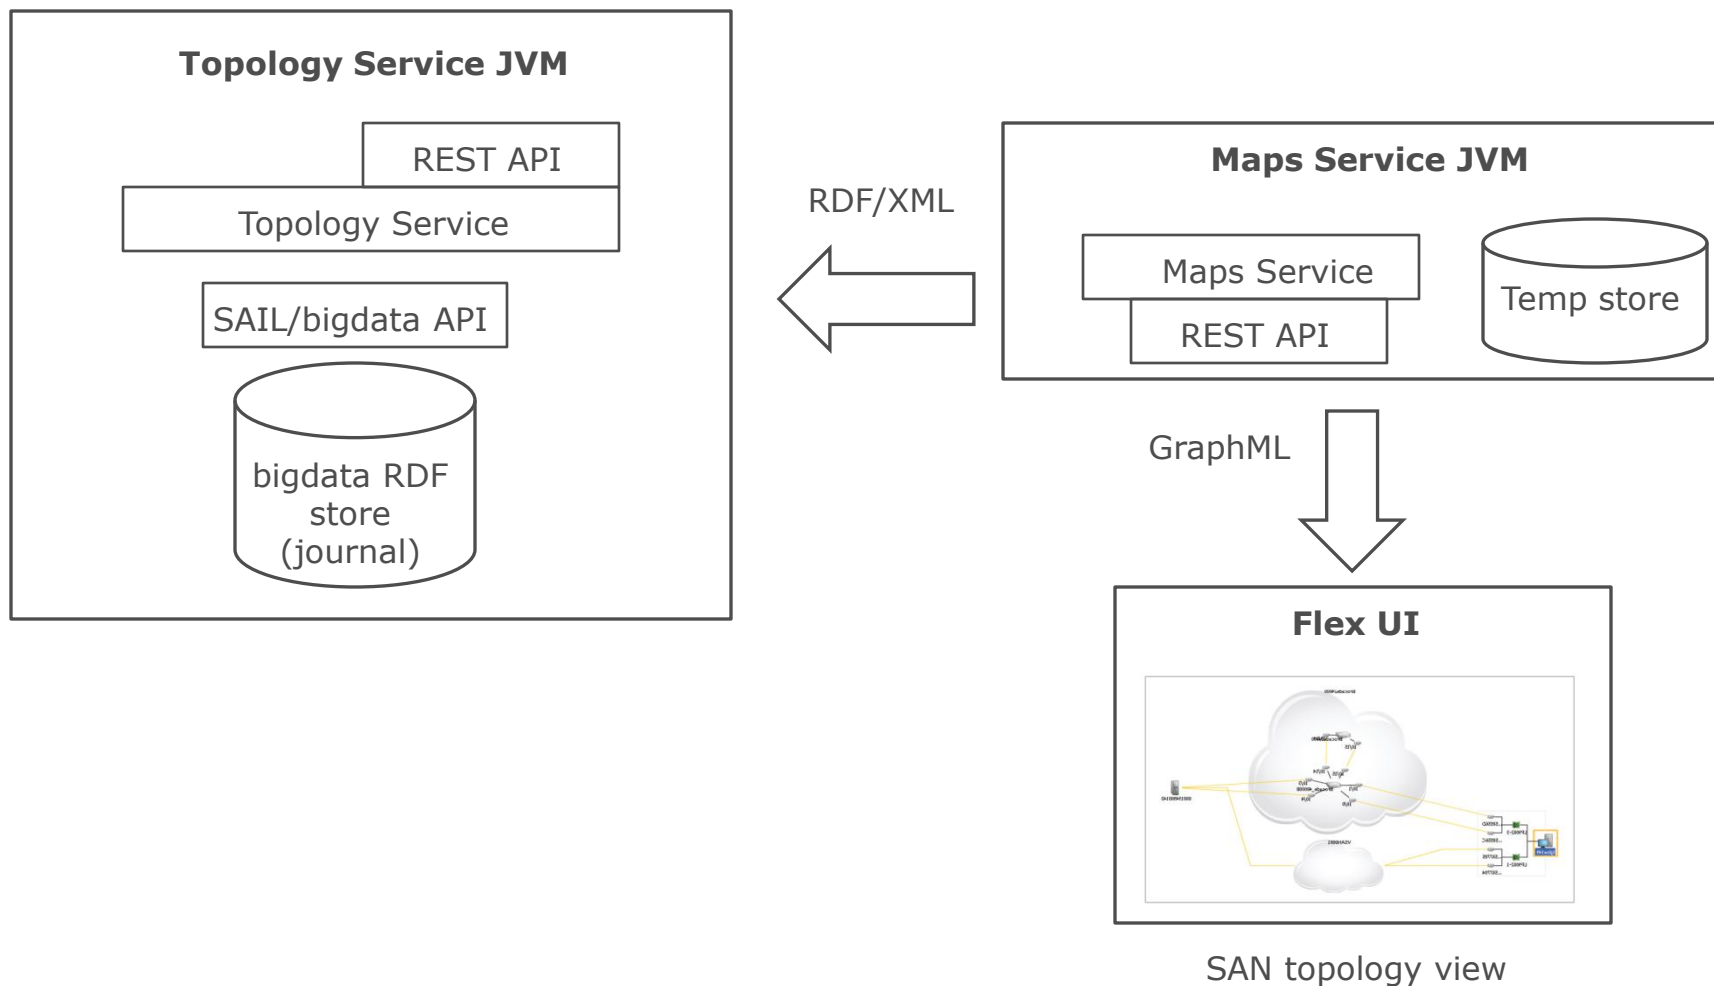 Topology Service JVM
REST API
Topology Service
SAIL/bigdata API
bigdata RDF
store
(journal)
RDF/XML
Maps Service JVM
Maps Service
REST API
Temp store
GraphML
Flex UI
SAN topology view